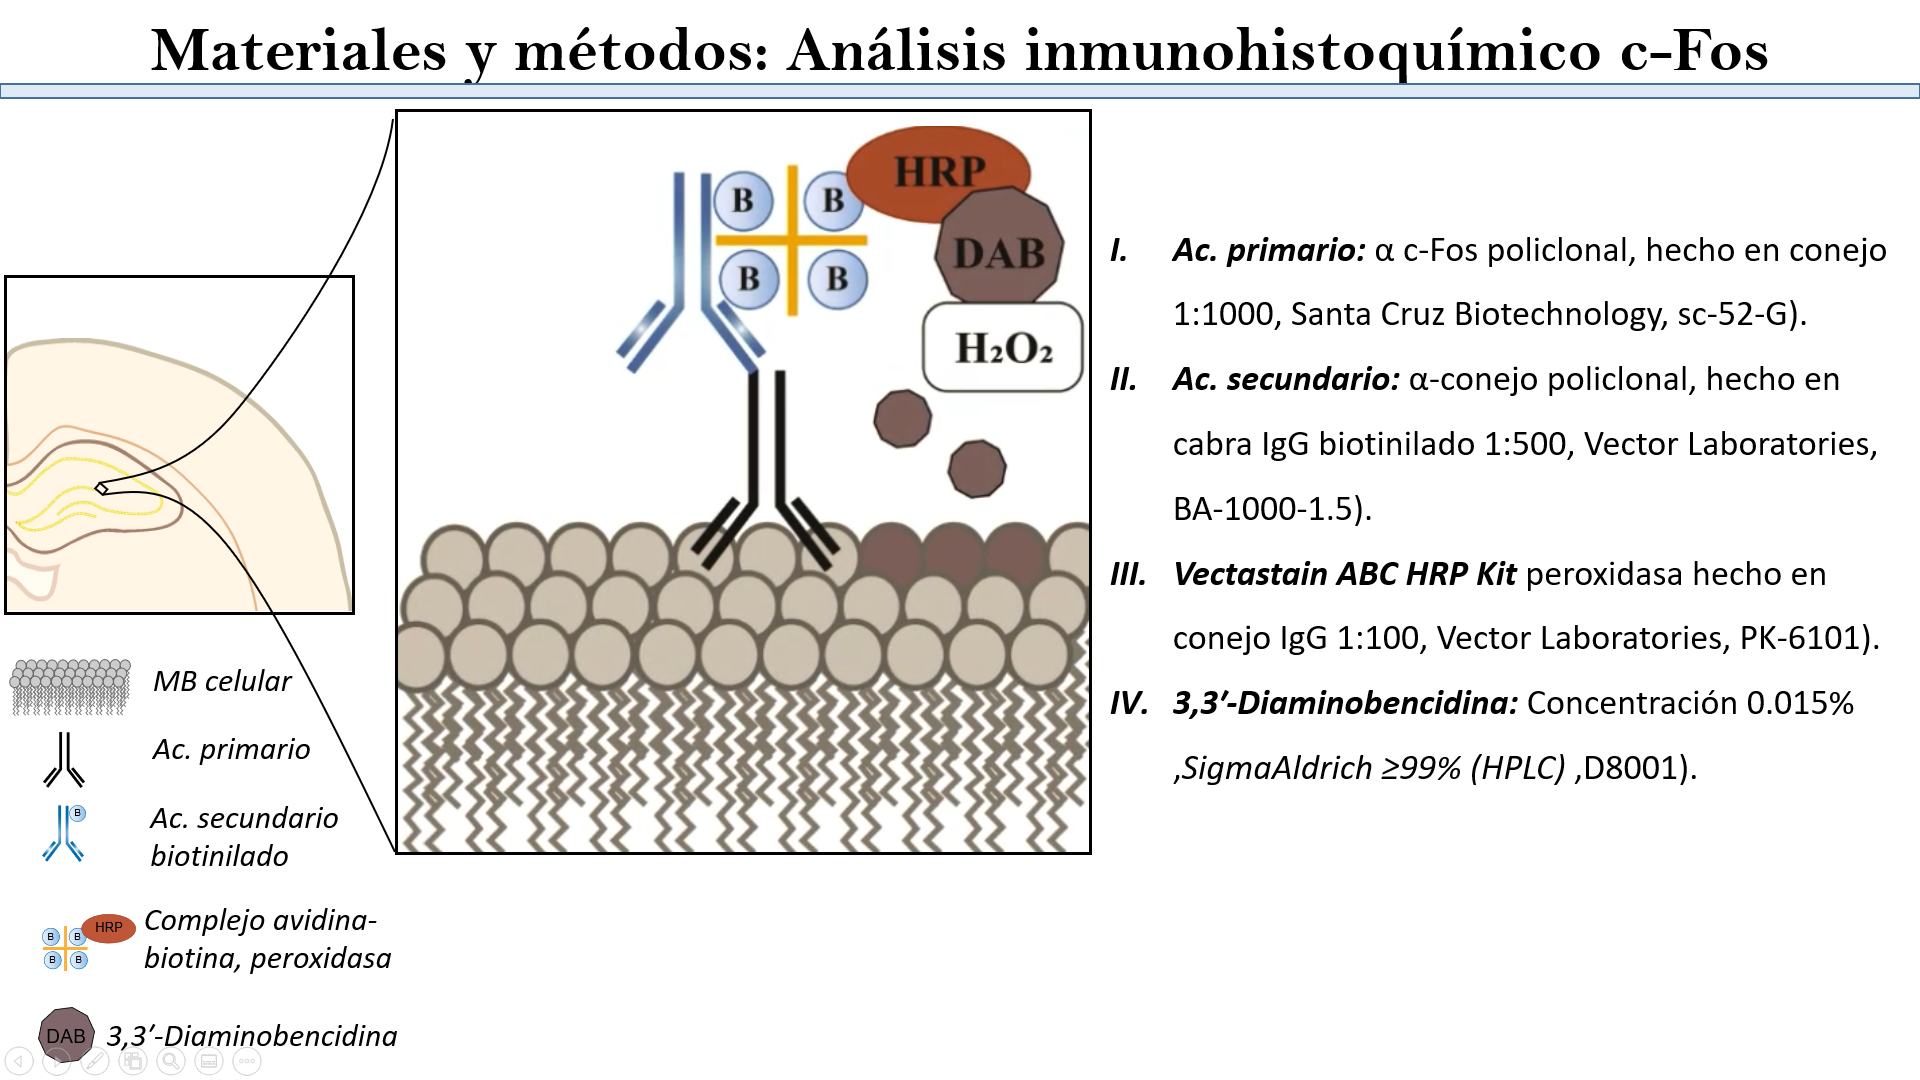 Materiales y métodos: Análisis inmunohistoquímico c-Fos
B
B
HRP
DAB
B
B
H₂O₂
I. Ac. primario: α c-Fos policlonal, hecho en conejo
1:1000, Santa Cruz Biotechnology, sc-52-G).
II. Ac. secundario: α-conejo policlonal, hecho en
cabra IgG biotinilado 1:500, Vector Laboratories,
BA-1000-1.5).
III. Vectastain ABC HRP Kit peroxidasa hecho en
conejo IgG 1:100, Vector Laboratories, PK-6101).
IV. 3,3′-Diaminobencidina: Concentración 0.015%
,SigmaAldrich ≥99% (HPLC) ,D8001).
MB celular
Ac. primario
B
Ac. secundario
biotinilado
B
B
HRP
B
B
Complejo avidina-
biotina, peroxidasa
DAB
3,3′-Diaminobencidina